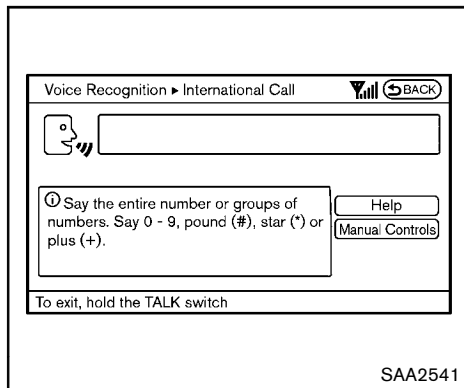 Voice Recognition ▸ International Call
BACK
ⓘ Say the entire number or groups of
numbers. Say 0 - 9, pound (#), star (*) or
plus (+).
Help
Manual Controls
To exit, hold the TALK switch
SAA2541